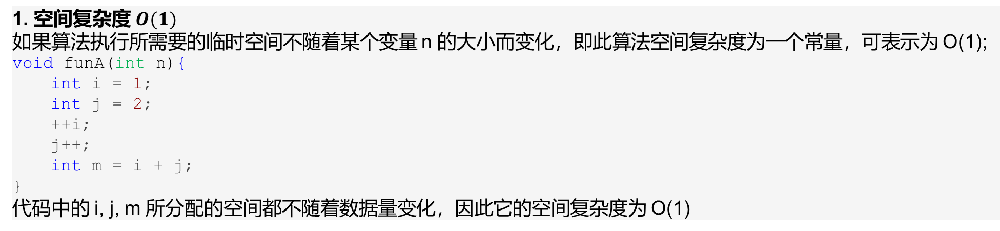 1. 空间复杂度 O(1)
如果算法执行所需要的临时空间不随着某个变量 n 的大小而变化，即此算法空间复杂度为一个常量，可表示为 O(1);
void funA(int n){
    int i = 1;
    int j = 2;
    ++i;
    j++;
    int m = i + j;
}
代码中的 i, j, m 所分配的空间都不随着数据量变化，因此它的空间复杂度为 O(1)